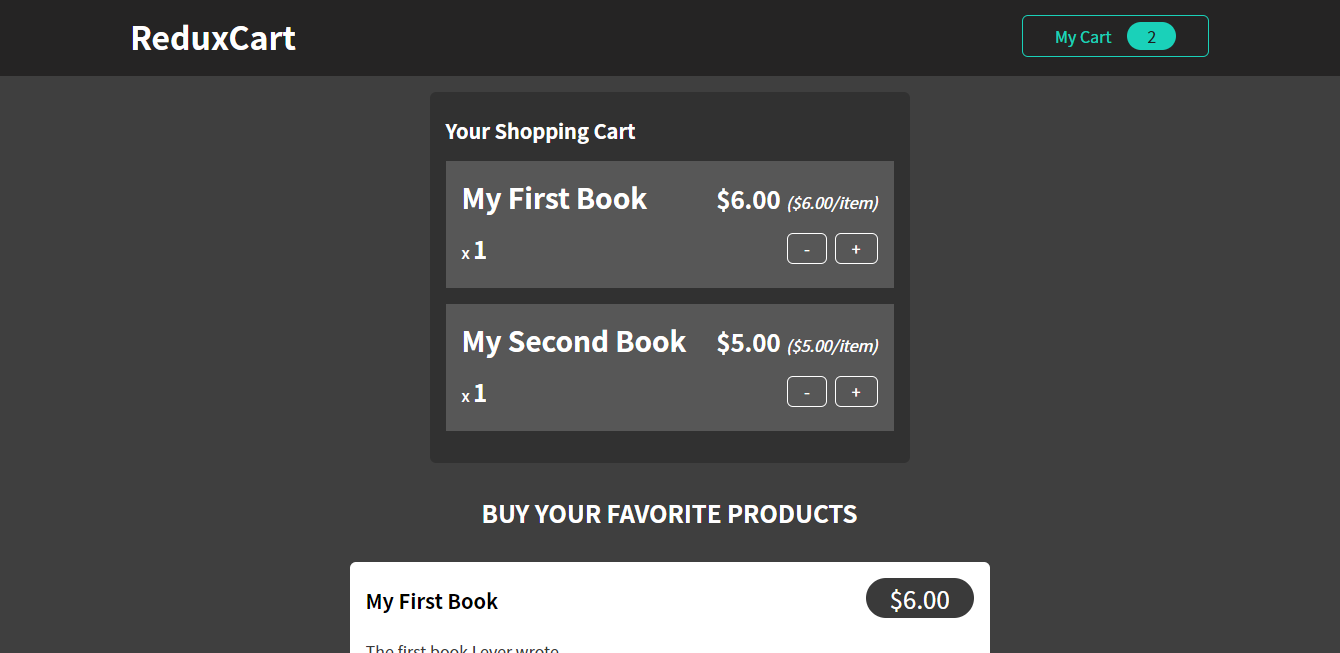 ReduxCart
My Cart 2
Your Shopping Cart
My First Book $6.00 ($6.00/item)
x 1 - +
My Second Book $5.00 ($5.00/item)
x 1 - +
BUY YOUR FAVORITE PRODUCTS
My First Book $6.00
The first book I ever wrote